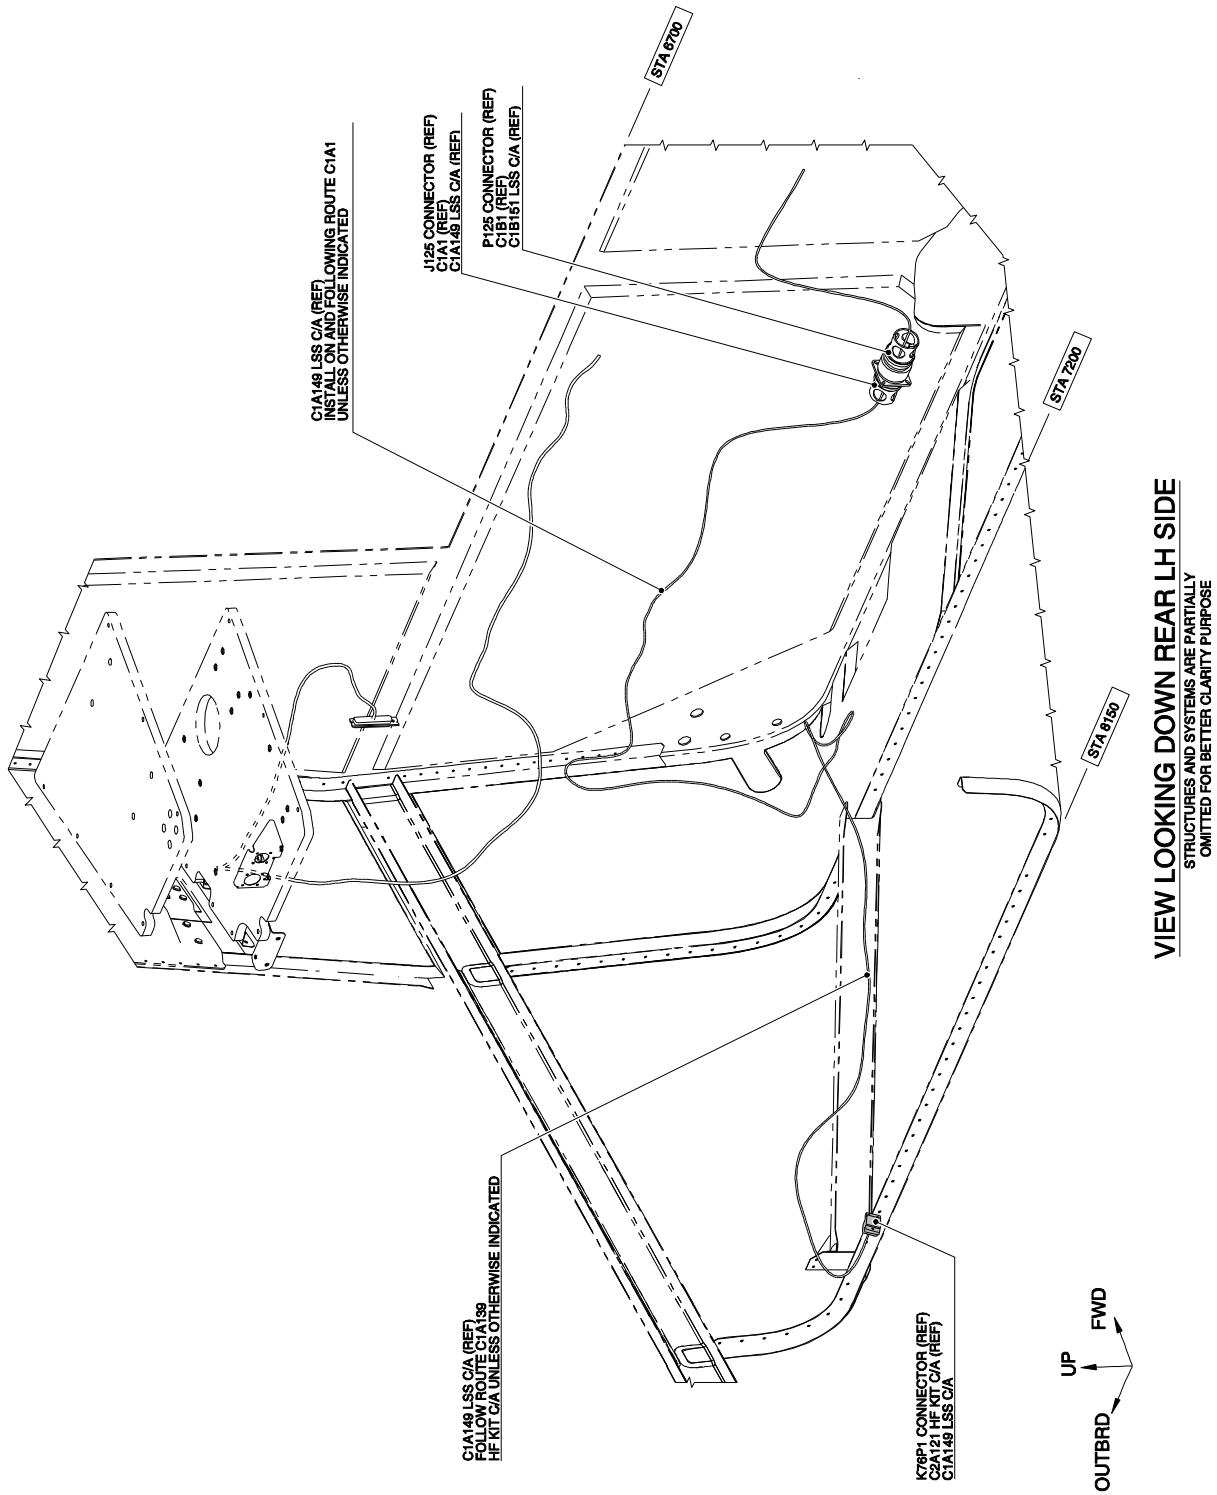 STA 6700
C1A149 LSS C/A (REF)
INSTALL ON AND FOLLOWING ROUTE C1A1
UNLESS OTHERWISE INDICATED
J125 CONNECTOR (REF)
C1A1 (REF)
C1A149 LSS C/A (REF)
P125 CONNECTOR (REF)
C1B1 (REF)
C1B151 LSS C/A (REF)
STA 7200
STA 8150
C1A149 LSS C/A (REF)
FOLLOW ROUTE C1A139
HF KIT C/A UNLESS OTHERWISE INDICATED
K76P1 CONNECTOR (REF)
C2A121 HF KIT C/A (REF)
C1A149 LSS C/A
UP
FWD
OUTBRD
VIEW LOOKING DOWN REAR LH SIDE
STRUCTURES AND SYSTEMS ARE PARTIALLY
OMITTED FOR BETTER CLARITY PURPOSE